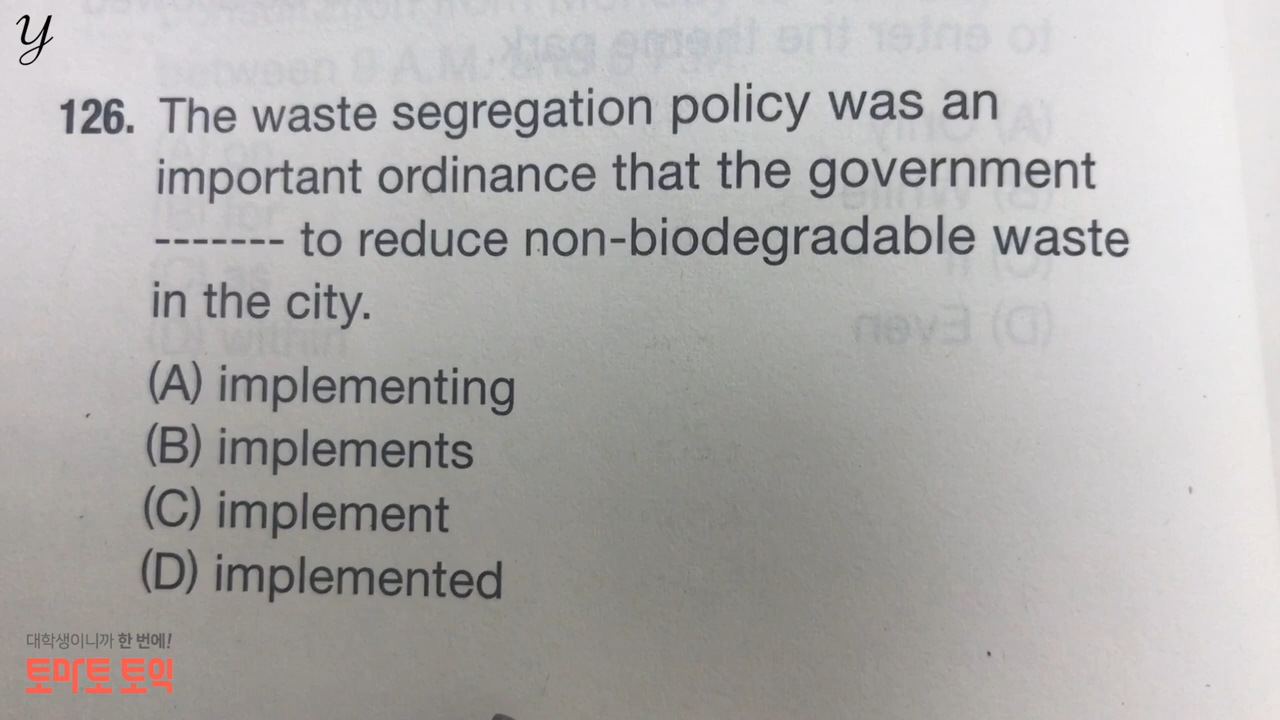 y
126. The waste segregation policy was an
important ordinance that the government
------- to reduce non-biodegradable waste
in the city.
(A) implementing
(B) implements
(C) implement
(D) implemented
대학생이니까 한 번에!
토마토 토익